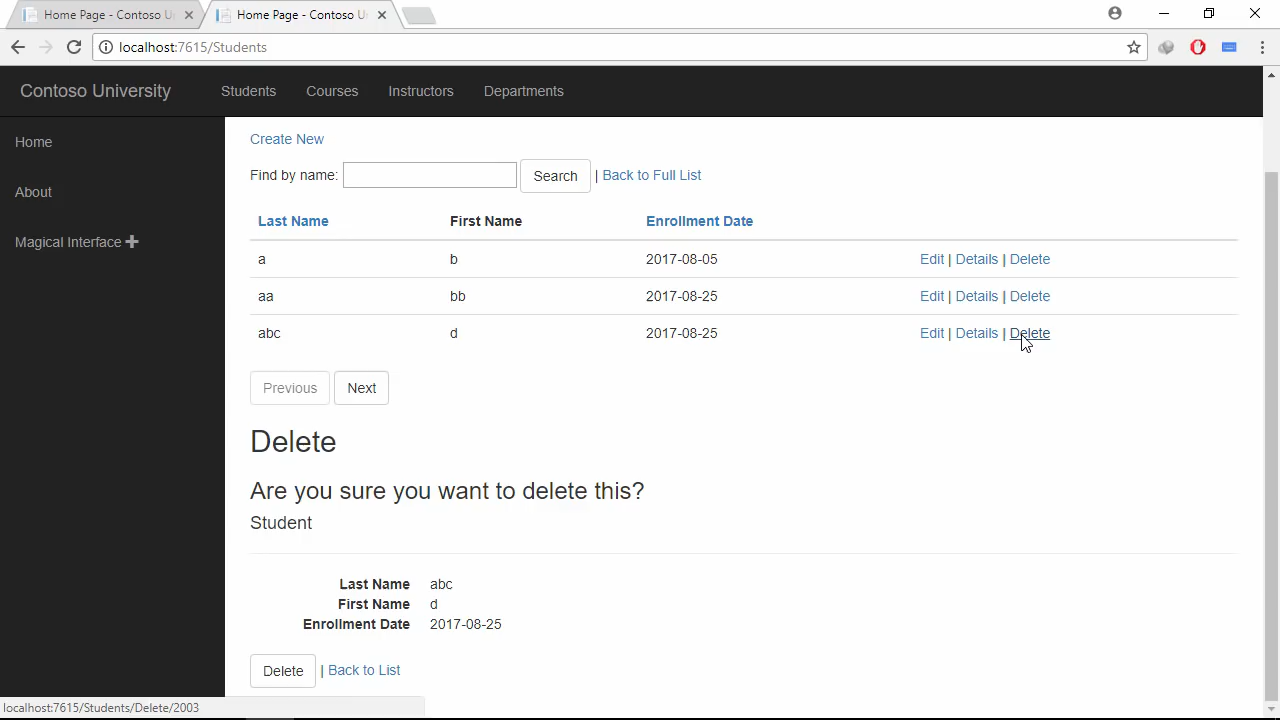 Home Page - Contoso U
Home Page - Contoso U
localhost:7615/Students
Contoso University Students Courses Instructors Departments
Home
About
Magical Interface
Create New
Find by name: Search | Back to Full List
Last Name First Name Enrollment Date
a b 2017-08-05 Edit | Details | Delete
aa bb 2017-08-25 Edit | Details | Delete
abc d 2017-08-25 Edit | Details | Delete
Previous Next
Delete
Are you sure you want to delete this?
Student
Last Name abc
First Name d
Enrollment Date 2017-08-25
Delete | Back to List
localhost:7615/Students/Delete/2003